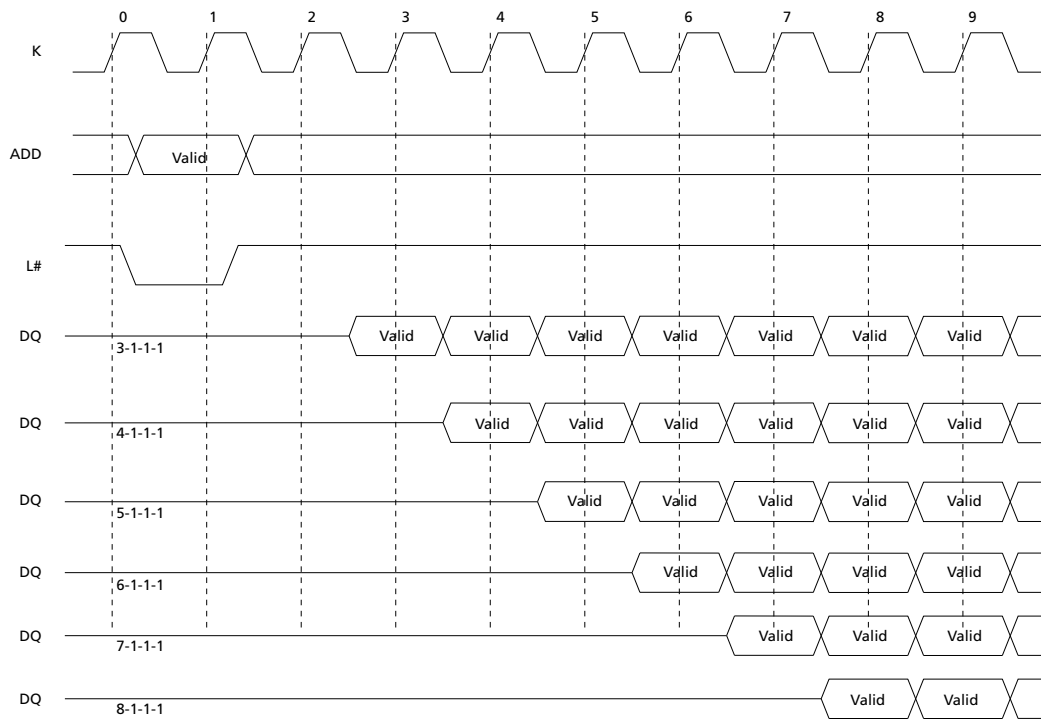 0 1 2 3 4 5 6 7 8 9
K
ADD Valid
L#
DQ Valid Valid Valid Valid Valid Valid Valid
3-1-1-1
DQ Valid Valid Valid Valid Valid Valid
4-1-1-1
DQ Valid Valid Valid Valid Valid
5-1-1-1
DQ Valid Valid Valid Valid
6-1-1-1
DQ Valid Valid Valid
7-1-1-1
DQ Valid Valid
8-1-1-1